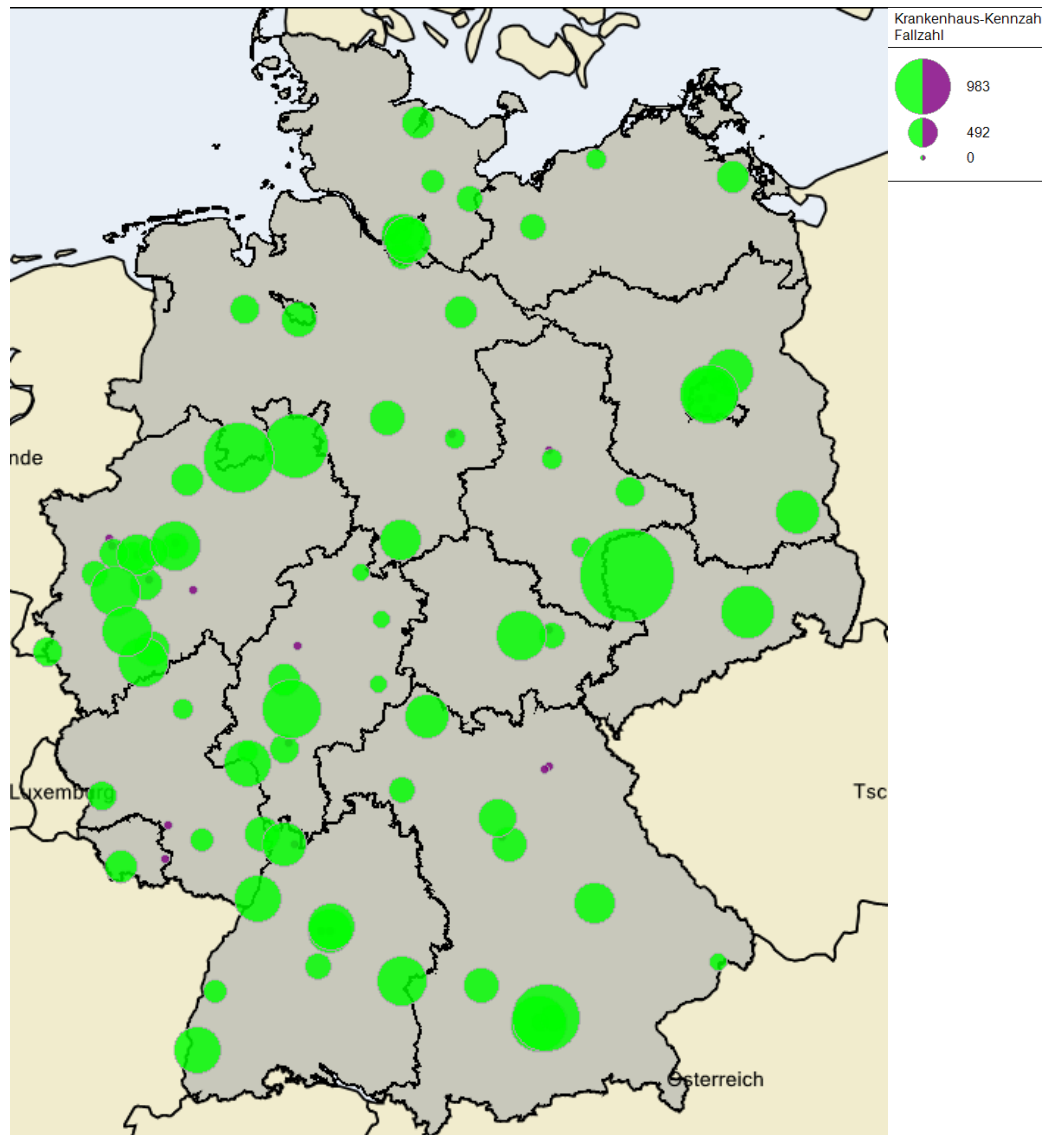 Krankenhaus-Kennzah
Fallzahl
983
492
0
nde
Luxemburg
Tsc
Österreich